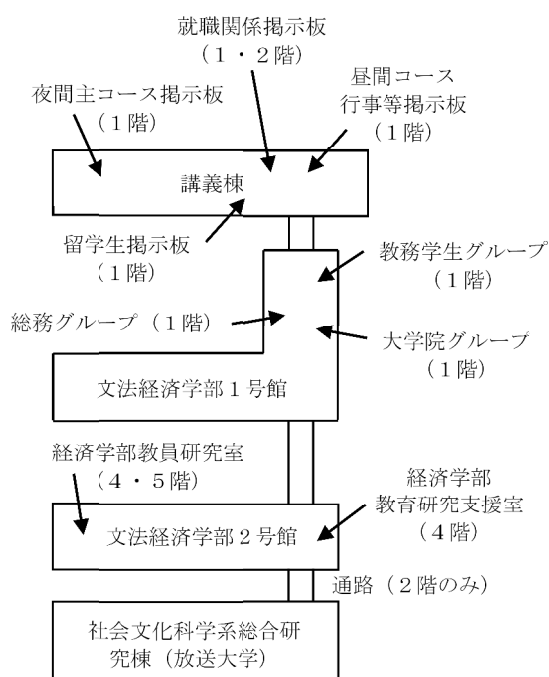 就職関係掲示板
（１・２階）
昼間コース
行事等掲示板
（１階）
夜間主コース掲示板
（１階）
講義棟
留学生掲示板
（１階）
教務学生グループ
（１階）
総務グループ（１階）
大学院グループ
（１階）
文法経済学部１号館
経済学部教員研究室
（４・５階）
経済学部
教育研究支援室
（４階）
文法経済学部２号館
通路（２階のみ）
社会文化科学系総合研
究棟（放送大学）